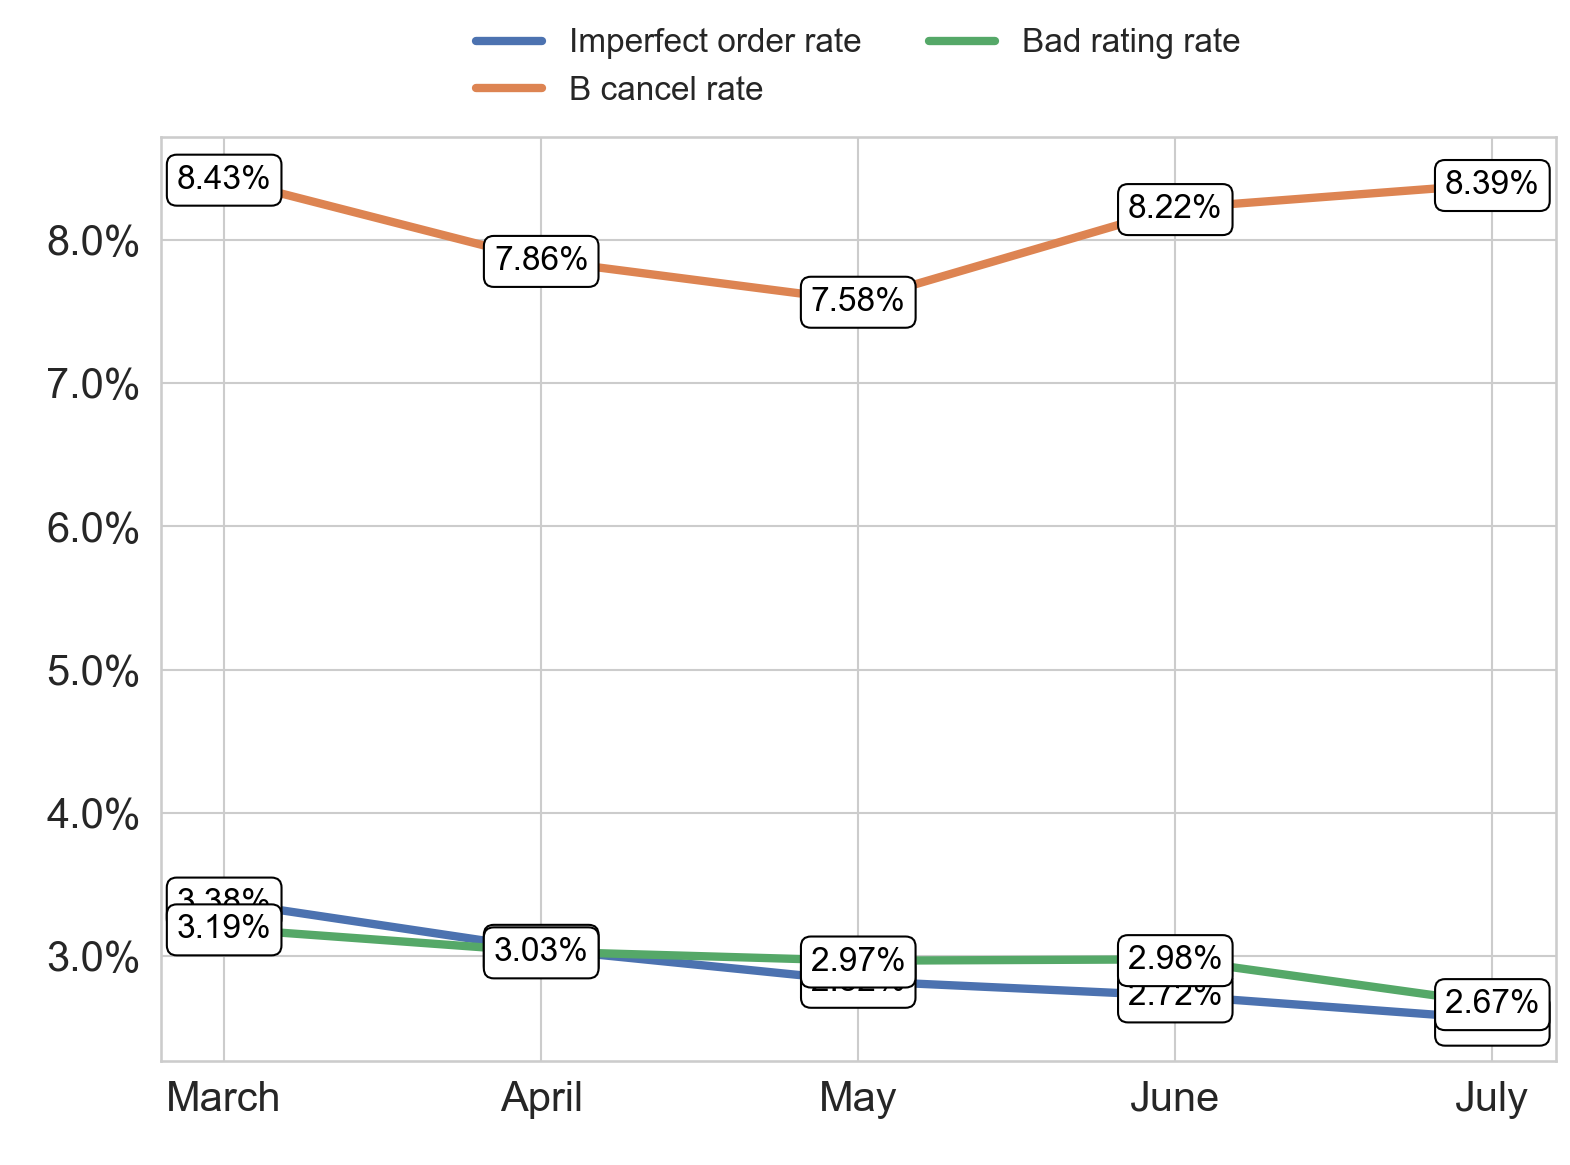 Imperfect order rate
B cancel rate
Bad rating rate
8.0%
7.0%
6.0%
5.0%
4.0%
3.0%
8.43%
7.86%
7.58%
8.22%
8.39%
3.38%
3.19%
3.03%
2.97%
2.98%
2.72%
2.67%
March
April
May
June
July